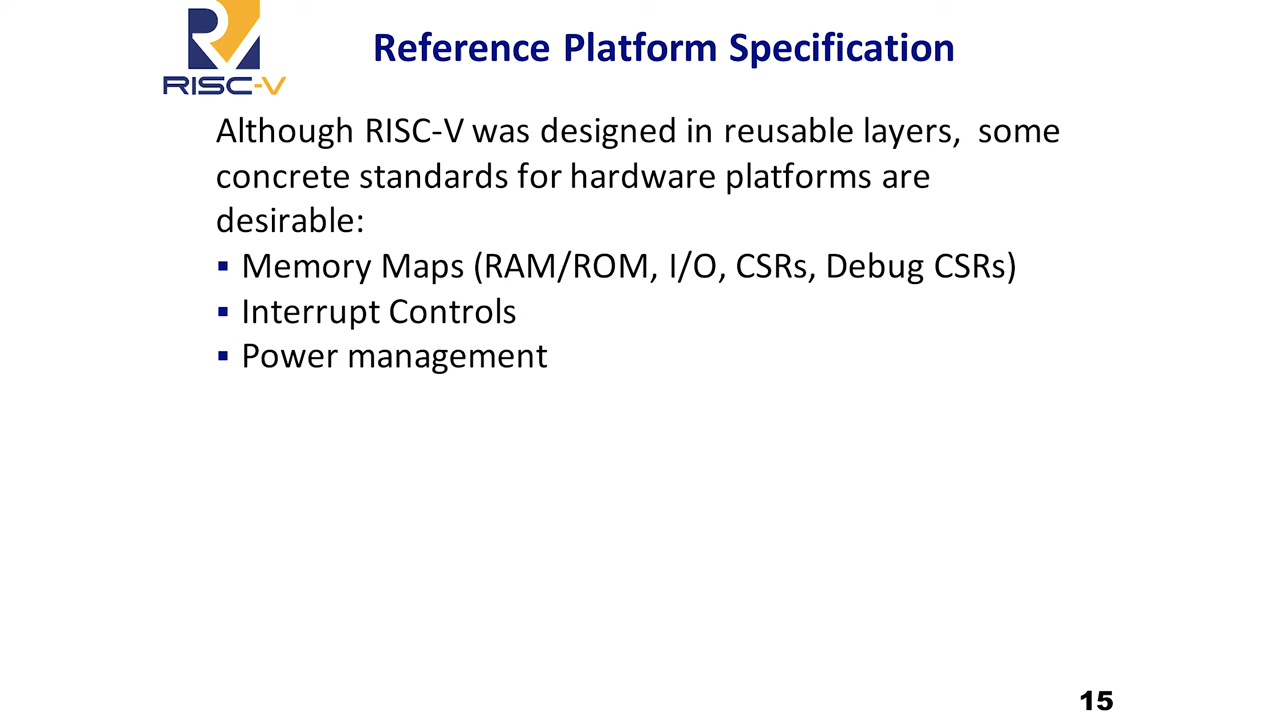 RISC-V
Reference Platform Specification
Although RISC-V was designed in reusable layers,  some
concrete standards for hardware platforms are
desirable:
▪ Memory Maps (RAM/ROM, I/O, CSRs, Debug CSRs)
▪ Interrupt Controls
▪ Power management
15